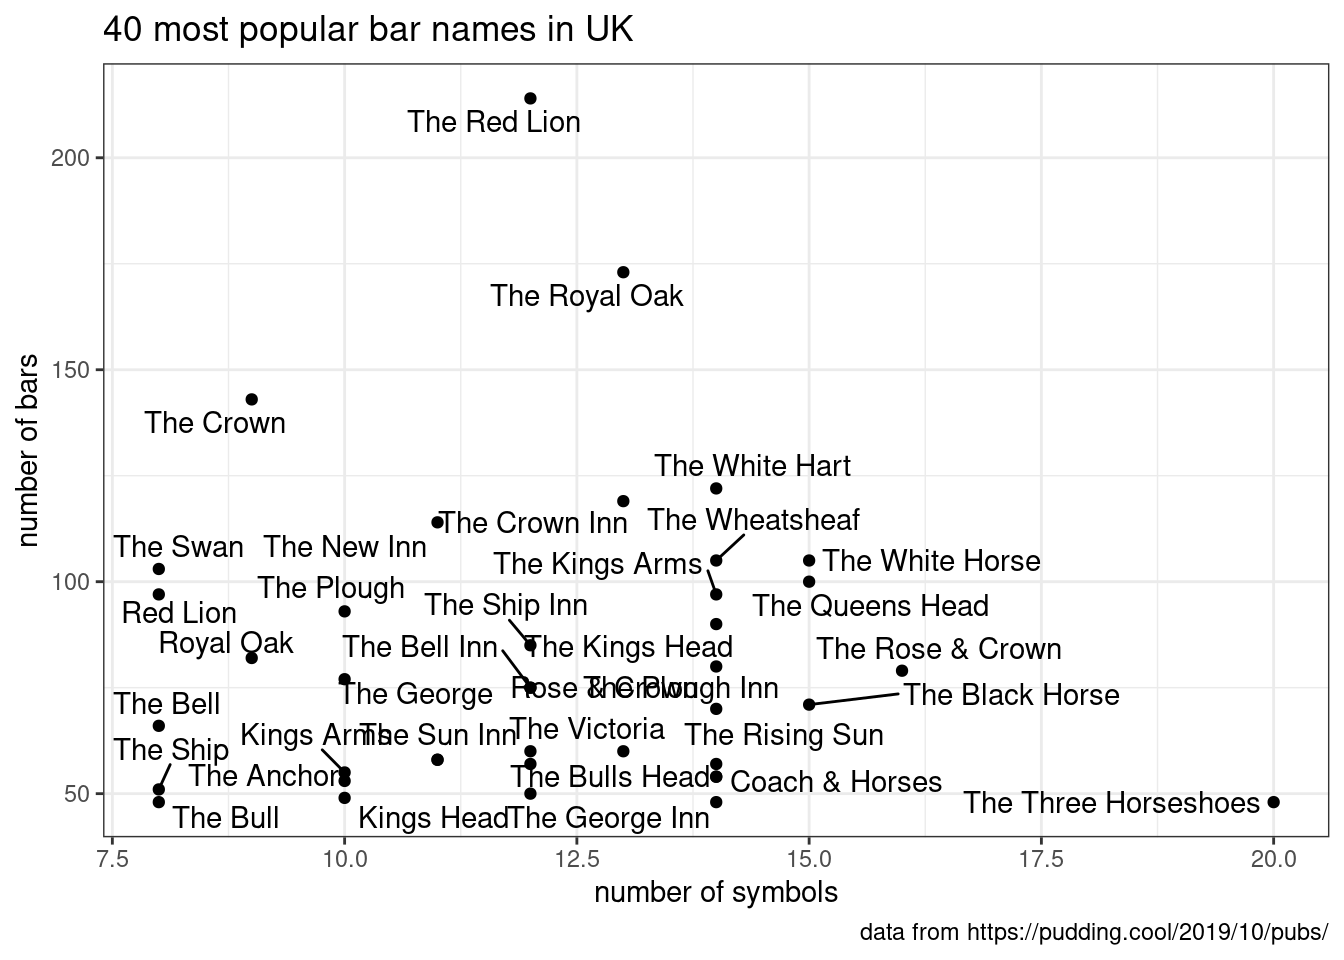 40 most popular bar names in UK
The Red Lion
200
The Royal Oak
150
The Crown
The White Hart
The Crown Inn
The Wheatsheaf
The Swan
The New Inn
The Kings Arms
The White Horse
100
The Plough
Red Lion
The Ship Inn
The Queens Head
Royal Oak
The Bell Inn
The Kings Head
The Rose & Crown
The Bell
The George
Rose & Crown
The Plough Inn
The Black Horse
Kings Arms
The Sun Inn
The Victoria
The Rising Sun
The Ship
The Anchor
The Bulls Head
Coach & Horses
50
The Three Horseshoes
The Bull
Kings Head
The George Inn
7.5
10.0
12.5
15.0
17.5
20.0
number of bars
number of symbols
data from https://pudding.cool/2019/10/pubs/